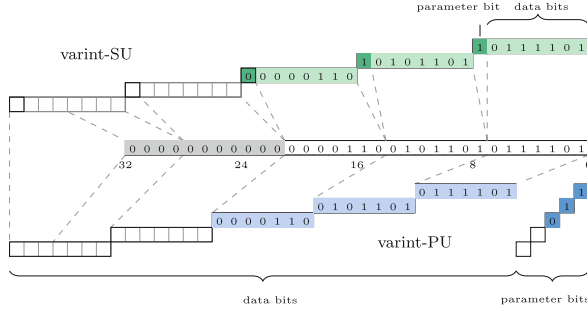 parameter bit data bits
1 0 1 1 1 1 0 1
varint-SU
1 0 1 0 1 1 0 1
0 0 0 0 0 1 1 0
0 0 0 0 0 0 0 0 0 0 0 0 0 0 0 1 1 0 0 1 0 1 1 0 1 0 1 1 1 1 0 1
32 24 16 8
0 1 1 1 1 0 1 1
0 1 0 1 1 0 1 1
0 0 0 0 1 1 0 0
varint-PU
data bits parameter bits